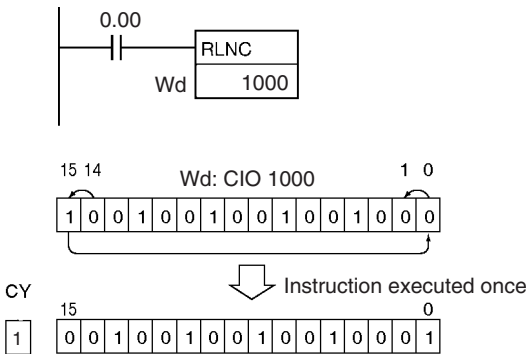 0.00
RLNC
Wd 1000
15 14 1 0
Wd: CIO 1000
1 0 0 1 0 0 1 0 0 1 0 0 1 0 0 0
Instruction executed once
CY 15 0
1 0 0 1 0 0 1 0 0 1 0 0 1 0 0 0 1